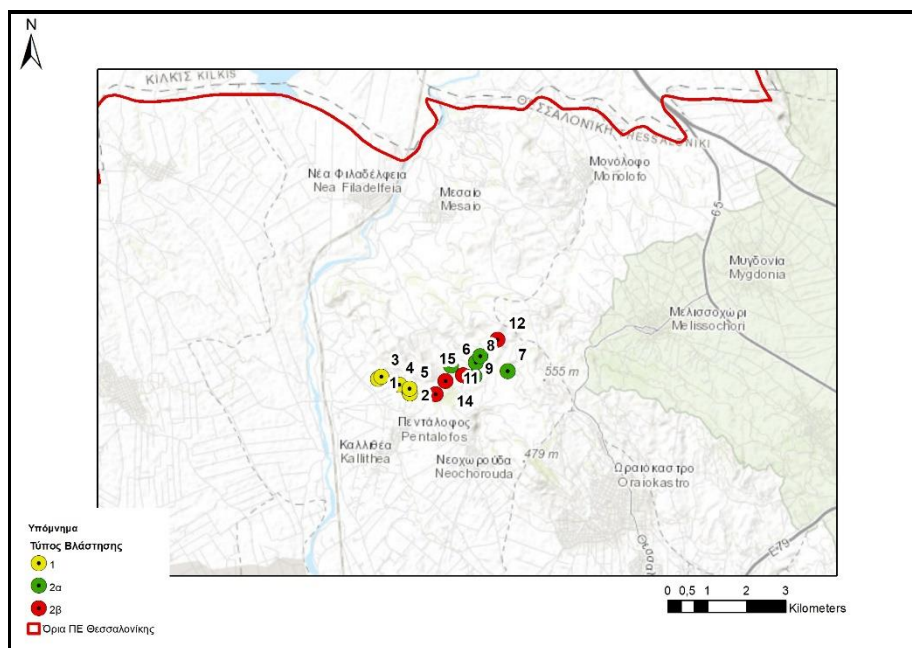 N
ΚΙΛΚΙΣ KILKIS
ΘΕΣΣΑΛΟΝΙΚΗ THESSALONIKI
Μονόλοφο
Monolofo
Νέα Φιλαδέλφεια
Nea Filadelfeia
Μεσαίο
Mesaio
65
Μυγδονία
Mygdonia
Μελισσοχώρι
Melissochori
12
3
4
5
15
6
8
7
1
2
11
9
14
555 m
Πεντάλοφος
Pentalofos
Καλλιθέα
Kallithea
Νεοχωρούδα
Neochorouda
479 m
Ωραιόκαστρο
Oraiokastro
E-79
Υπόμνημα
Τύπος Βλάστησης
1
2α
2β
Όρια ΠΕ Θεσσαλονίκης
0 0,5 1 2 3
Kilometers